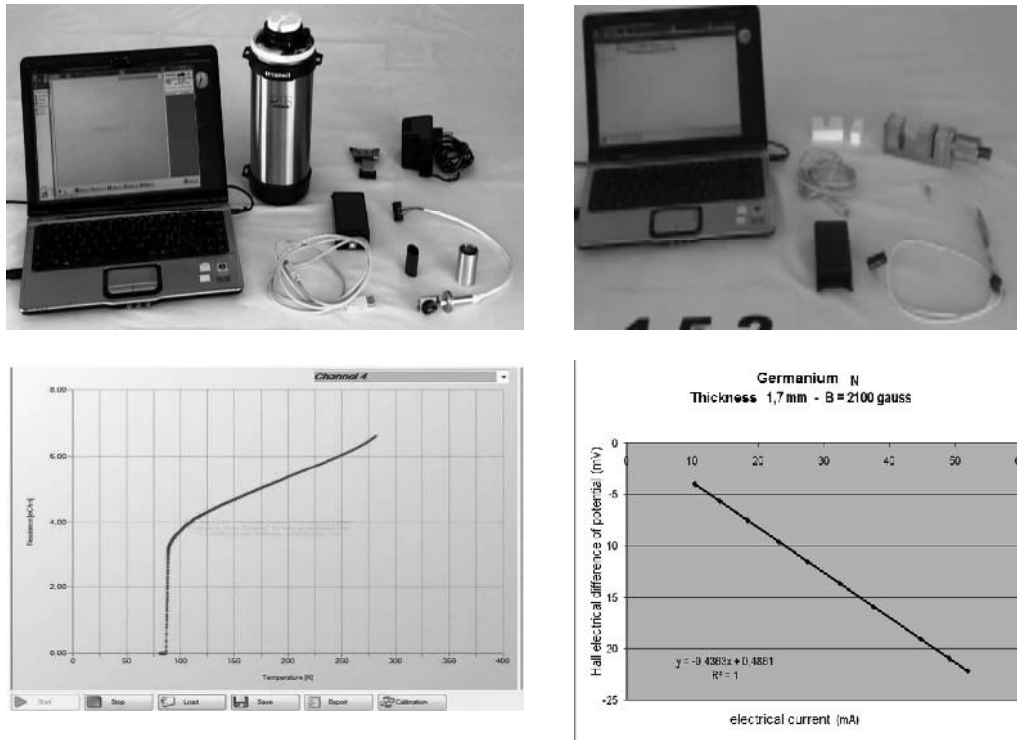 Channel 4
8.00
6.00
4.00
2.00
0.00
0 50 100 150 200 250 300 350 400
Temperature [K]
Start Stop Load Save Export Calibration
Germanium N
Thickness 1,7 mm - B = 2100 gauss
Hall electrical difference of potential (mV)
0
0 10 20 30 40 50
-5
10
15
20
-25
y = -0.4363x + 0,4861
R² = 1
electrical current (mA)